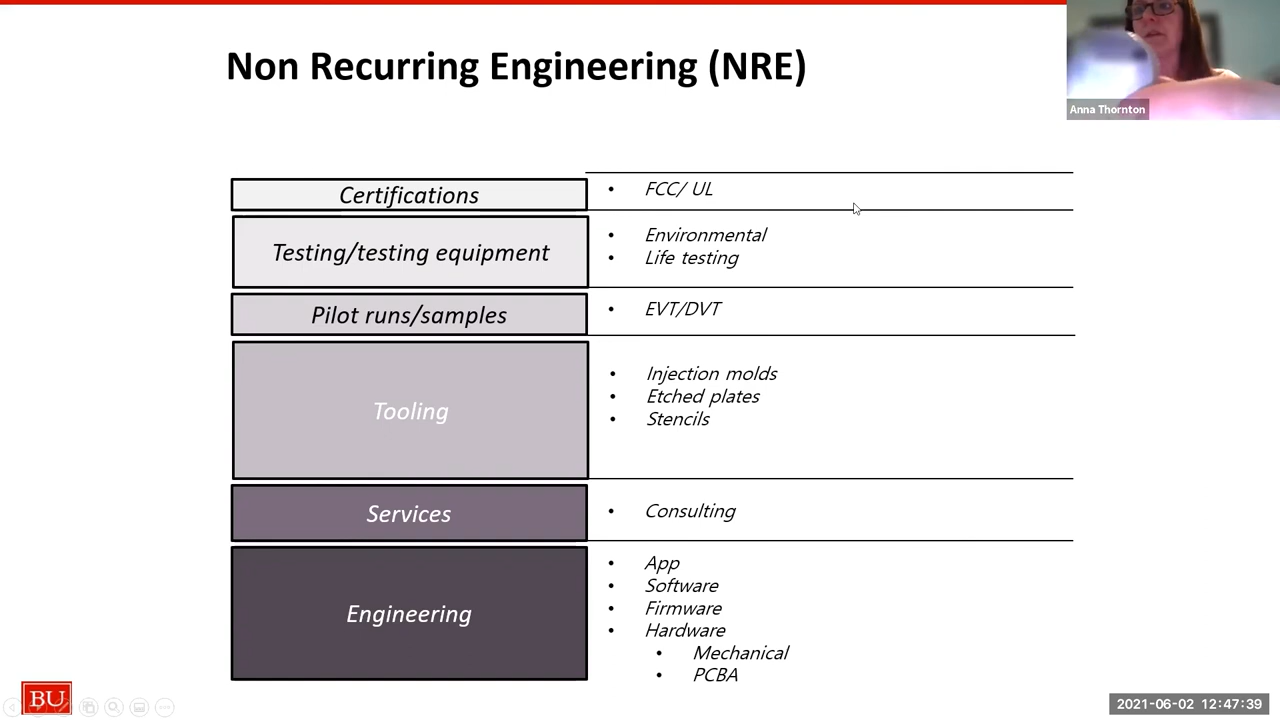 Non Recurring Engineering (NRE)
Anna Thornton
Certifications
• FCC/ UL
Testing/testing equipment
• Environmental
• Life testing
Pilot runs/samples
• EVT/DVT
Tooling
• Injection molds
• Etched plates
• Stencils
Services
• Consulting
Engineering
• App
• Software
• Firmware
• Hardware
• Mechanical
• PCBA
BU
2021-06-02 12:47:39